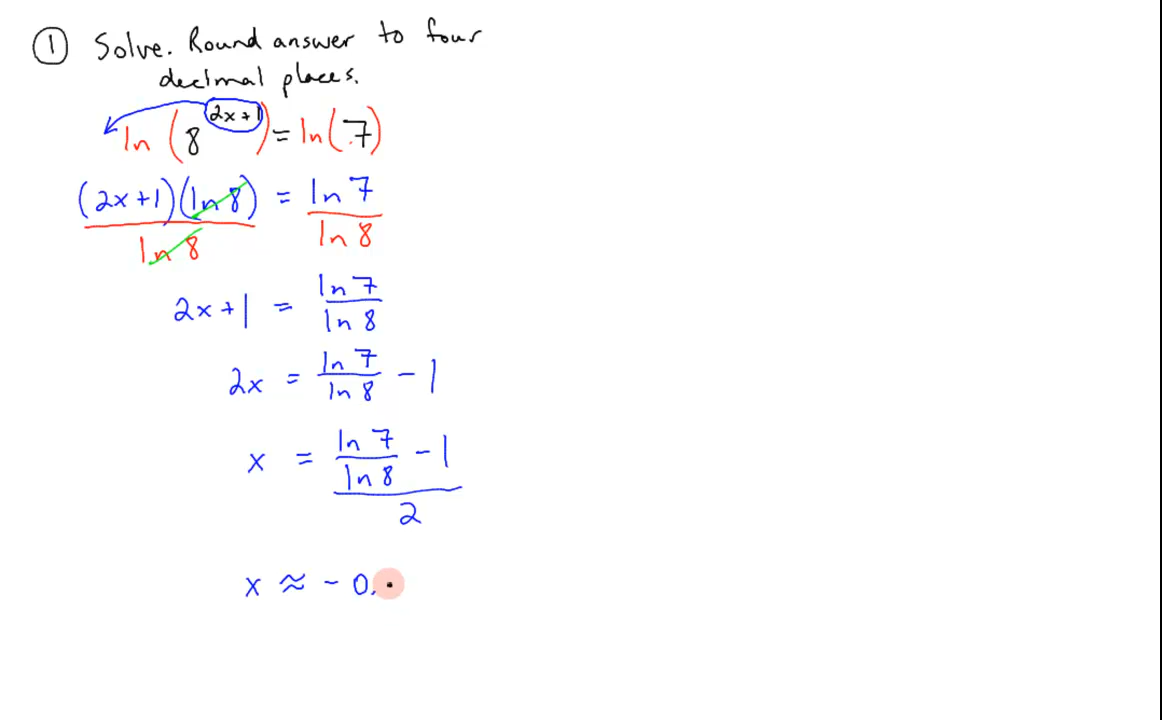 ① Solve. Round answer to four
decimal places.
ln (8^(2x+1)) = ln(7)
(2x+1)(ln 8) / ln 8 = ln 7 / ln 8
2x+1 = ln 7 / ln 8
2x = ln 7 / ln 8 - 1
x = (ln 7 / ln 8 - 1) / 2
x ≈ - 0.